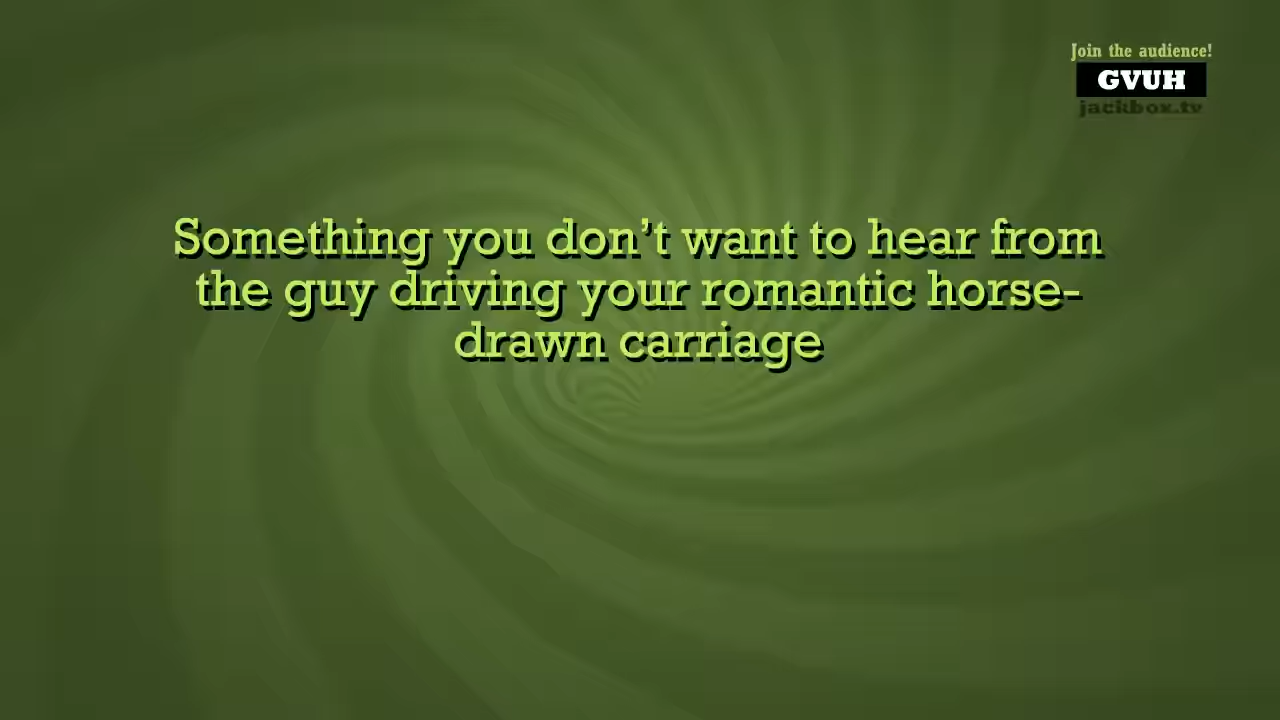 Join the audience!
GVUH
jackbox.tv
Something you don't want to hear from
the guy driving your romantic horse-
drawn carriage